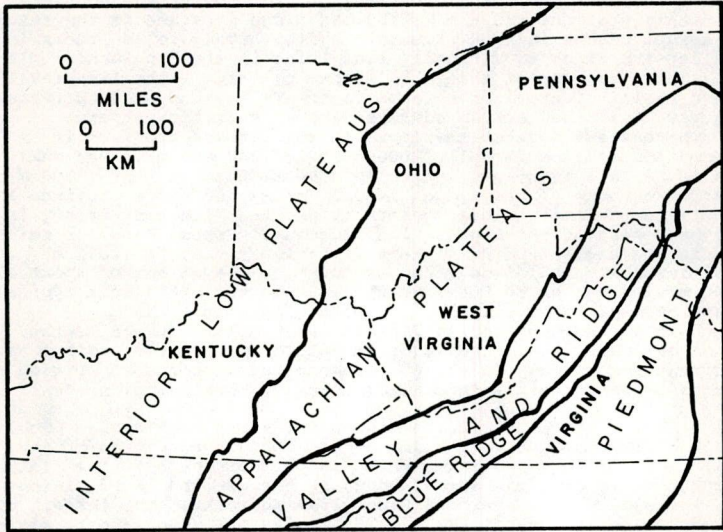 0 100
MILES
0 100
KM
PENNSYLVANIA
OHIO
WEST
VIRGINIA
KENTUCKY
VIRGINIA
INTERIOR LOW PLATEAUS
APPALACHIAN PLATEAUS
VALLEY AND RIDGE
BLUE RIDGE
PIEDMONT